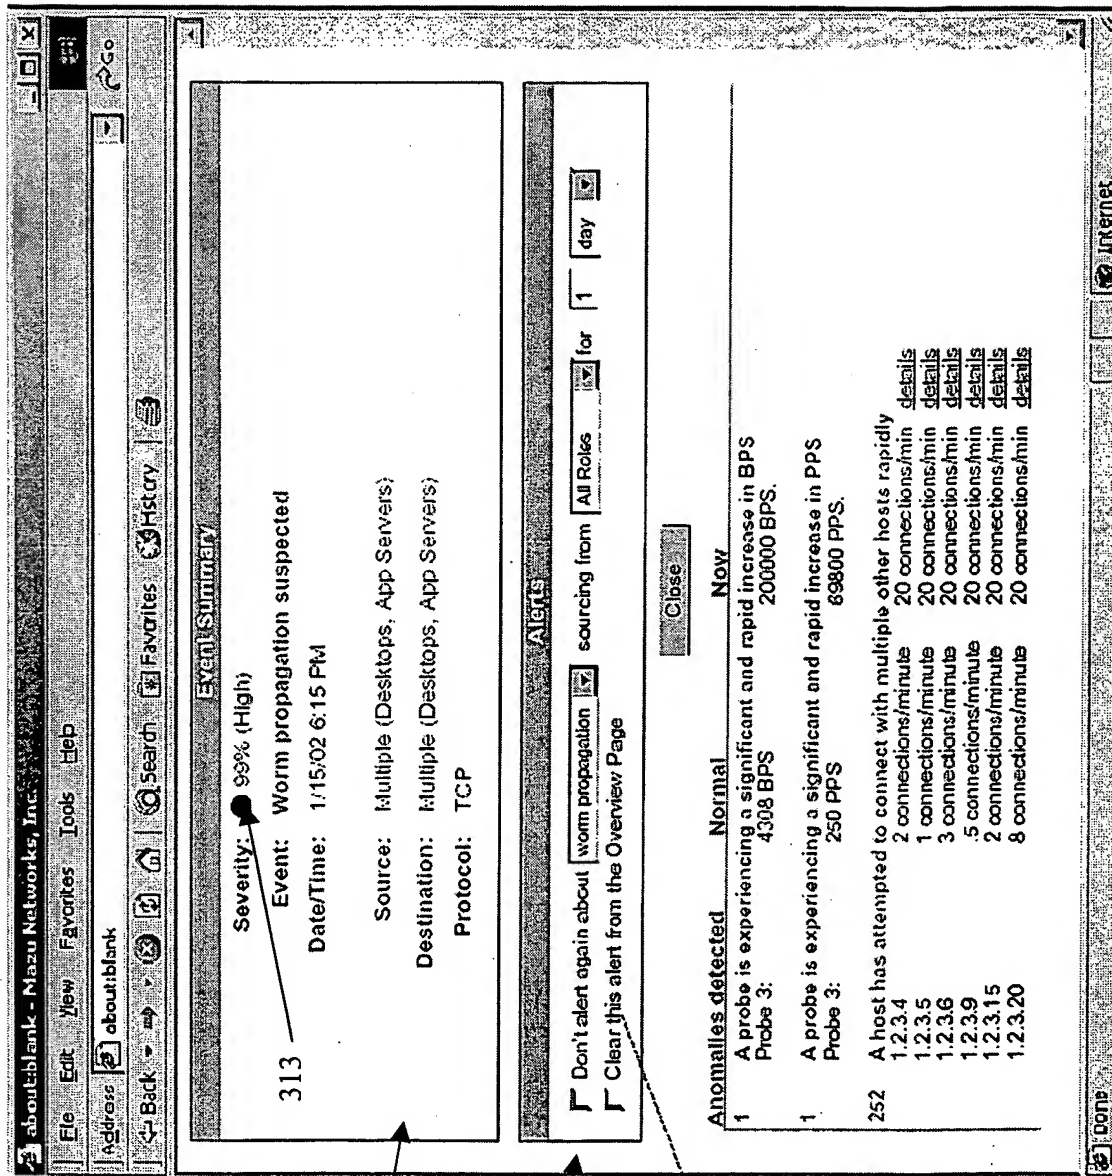 about:blank - Mazu Networks, Inc.
File Edit View Favorites Tools Help
Address about:blank Go
Back Search Favorites History
Event Summary
Severity: 99% (High)
313
Event: Worm propagation suspected
Date/Time: 1/15/02 6:15 PM
Source: Multiple (Desktops, App Servers)
Destination: Multiple (Desktops, App Servers)
Protocol: TCP
Alerts
Don't alert again about worm propagation sourcing from All Roles for 1 day
Clear this alert from the Overview Page
Close
Anomalies detected Normal Now
1 A probe is experiencing a significant and rapid increase in BPS
Probe 3: 4308 BPS 200000 BPS.
1 A probe is experiencing a significant and rapid increase in PPS
Probe 3: 250 PPS 69800 PPS.
252 A host has attempted to connect with multiple other hosts rapidly
1.2.3.4 2 connections/minute 20 connections/min details
1.2.3.5 1 connections/minute 20 connections/min details
1.2.3.6 3 connections/minute 20 connections/min details
1.2.3.9 .5 connections/minute 20 connections/min details
1.2.3.15 2 connections/minute 20 connections/min details
1.2.3.20 8 connections/minute 20 connections/min details
Done Internet